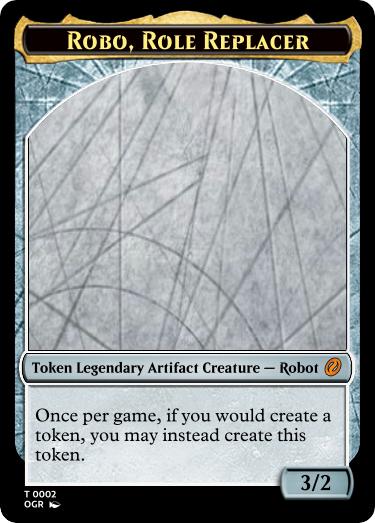 Robo, Role Replacer
Token Legendary Artifact Creature — Robot
Once per game, if you would create a
token, you may instead create this
token.
3/2
T 0002
OGR